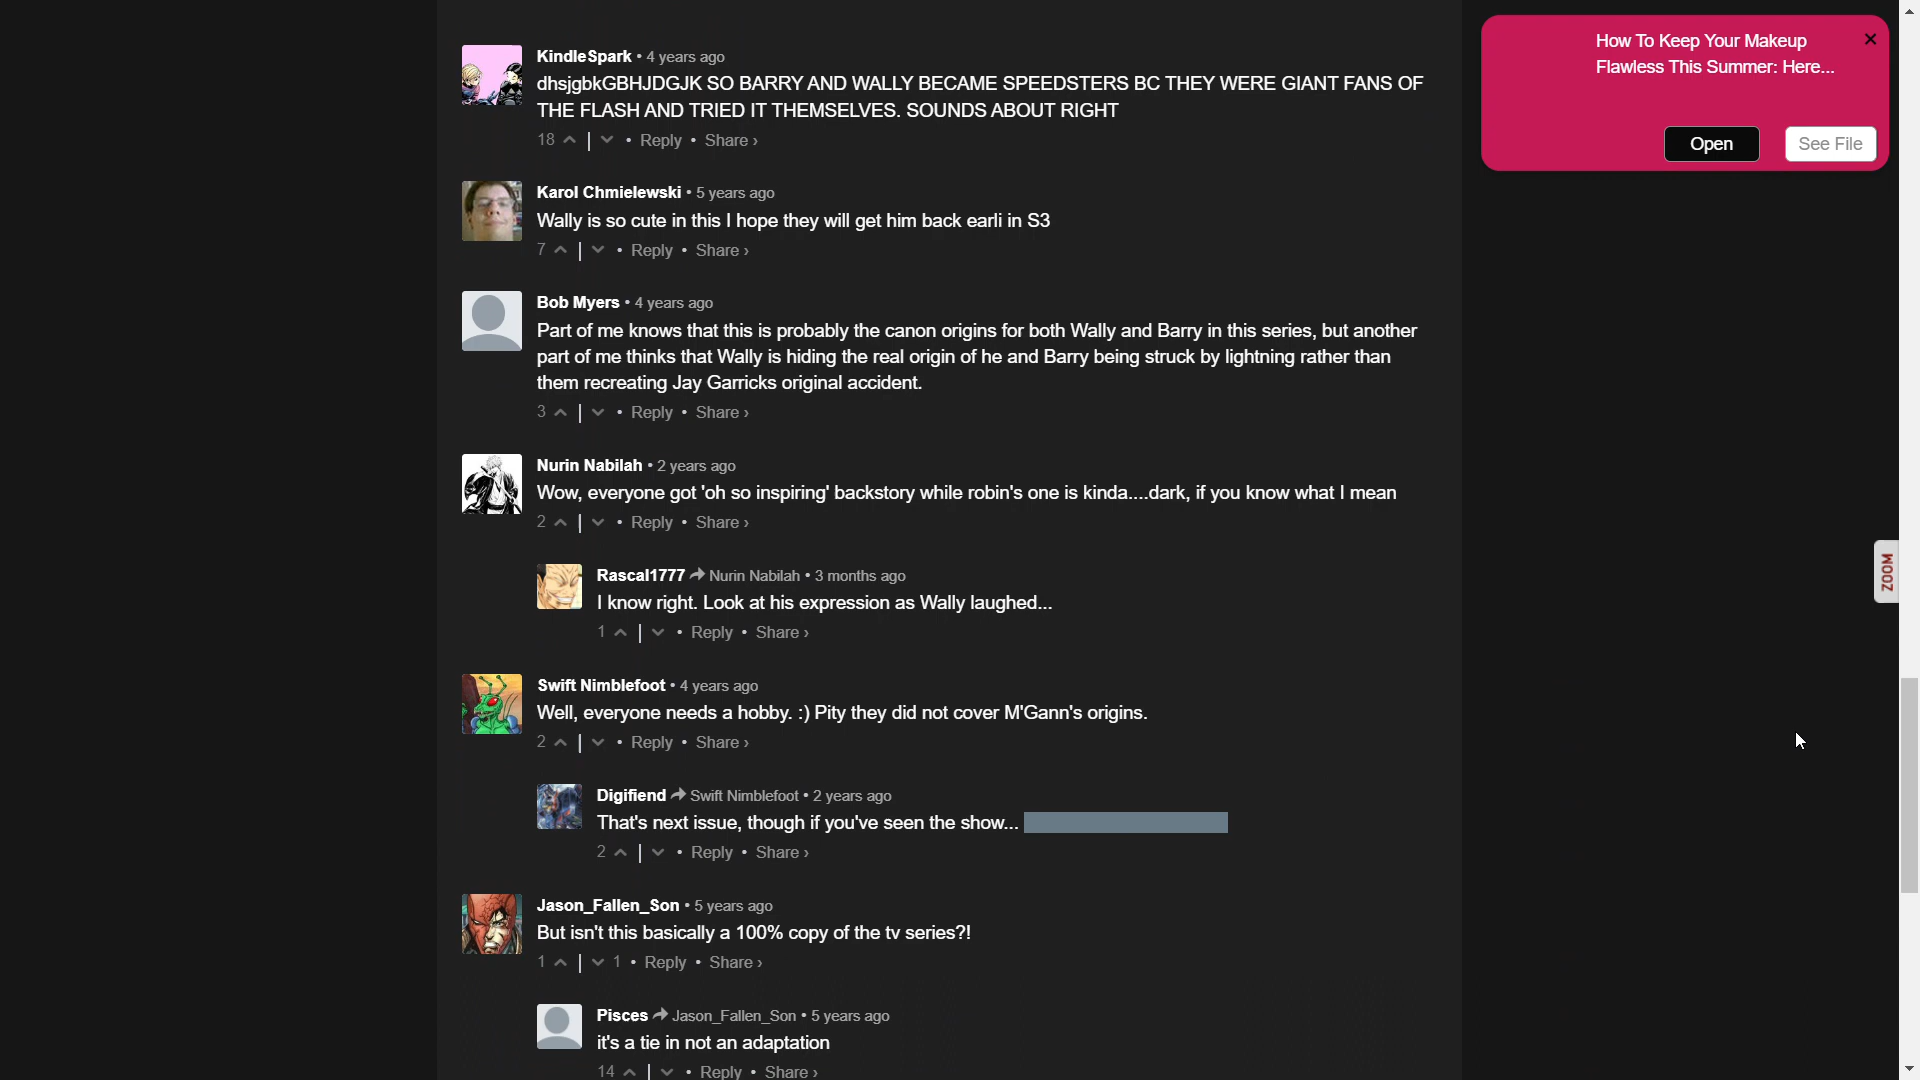 KindleSpark • 4 years ago
dhsjgbkGBHJDGJK SO BARRY AND WALLY BECAME SPEEDSTERS BC THEY WERE GIANT FANS OF
THE FLASH AND TRIED IT THEMSELVES. SOUNDS ABOUT RIGHT
18 | • Reply • Share ›
Karol Chmielewski • 5 years ago
Wally is so cute in this I hope they will get him back earli in S3
7 | • Reply • Share ›
Bob Myers • 4 years ago
Part of me knows that this is probably the canon origins for both Wally and Barry in this series, but another
part of me thinks that Wally is hiding the real origin of he and Barry being struck by lightning rather than
them recreating Jay Garricks original accident.
3 | • Reply • Share ›
Nurin Nabilah • 2 years ago
Wow, everyone got 'oh so inspiring' backstory while robin's one is kinda....dark, if you know what I mean
2 | • Reply • Share ›
Rascal1777 Nurin Nabilah • 3 months ago
I know right. Look at his expression as Wally laughed...
1 | • Reply • Share ›
Swift Nimblefoot • 4 years ago
Well, everyone needs a hobby. :) Pity they did not cover M'Gann's origins.
2 | • Reply • Share ›
Digifiend Swift Nimblefoot • 2 years ago
That's next issue, though if you've seen the show...
2 | • Reply • Share ›
Jason_Fallen_Son • 5 years ago
But isn't this basically a 100% copy of the tv series?!
1 | 1 • Reply • Share ›
Pisces Jason_Fallen_Son • 5 years ago
it's a tie in not an adaptation
14 | • Reply • Share ›
How To Keep Your Makeup
Flawless This Summer: Here...
Open See File
ZOOM